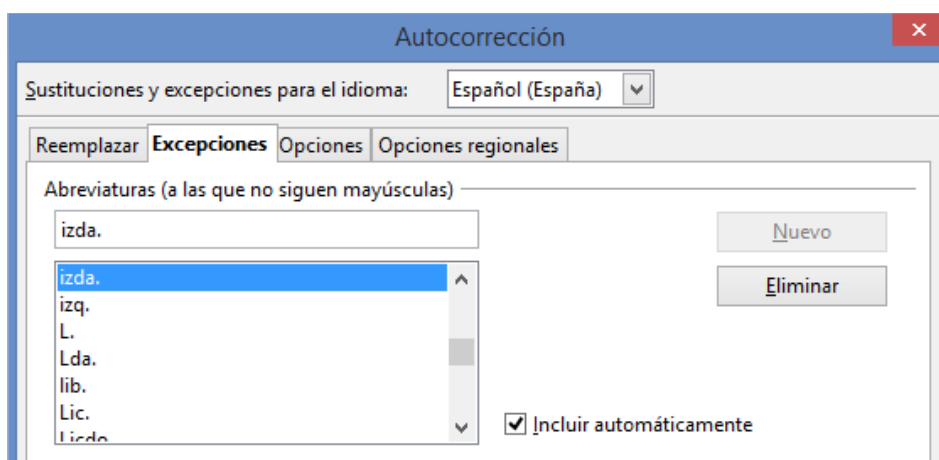 Autocorrección
Sustituciones y excepciones para el idioma: Español (España)
Reemplazar Excepciones Opciones Opciones regionales
Abreviaturas (a las que no siguen mayúsculas)
izda. Nuevo
izda. Eliminar
izq.
L.
Lda.
lib.
Lic. Incluir automáticamente
Licdo